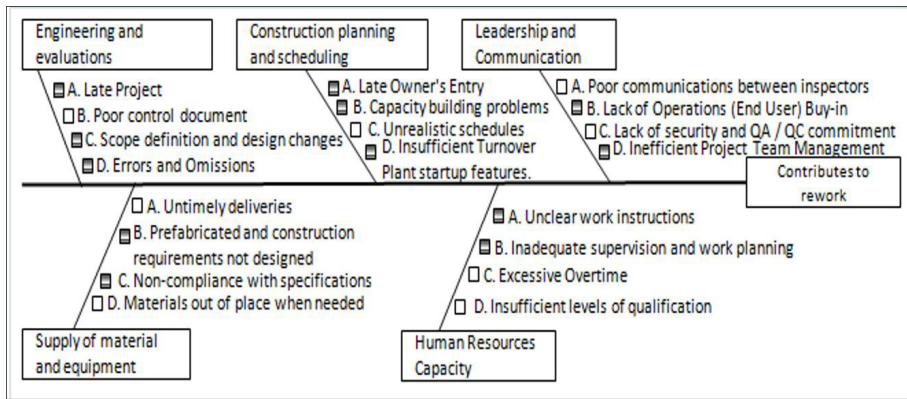 Engineering and
evaluations
A. Late Project
B. Poor control document
C. Scope definition and design changes
D. Errors and Omissions
Construction planning
and scheduling
A. Late Owner's Entry
B. Capacity building problems
C. Unrealistic schedules
D. Insufficient Turnover
Plant startup features.
Leadership and
Communication
A. Poor communications between inspectors
B. Lack of Operations (End User) Buy-in
C. Lack of security and QA / QC commitment
D. Inefficient Project Team Management
Contributes to
rework
A. Untimely deliveries
B. Prefabricated and construction
requirements not designed
C. Non-compliance with specifications
D. Materials out of place when needed
Supply of material
and equipment
A. Unclear work instructions
B. Inadequate supervision and work planning
C. Excessive Overtime
D. Insufficient levels of qualification
Human Resources
Capacity